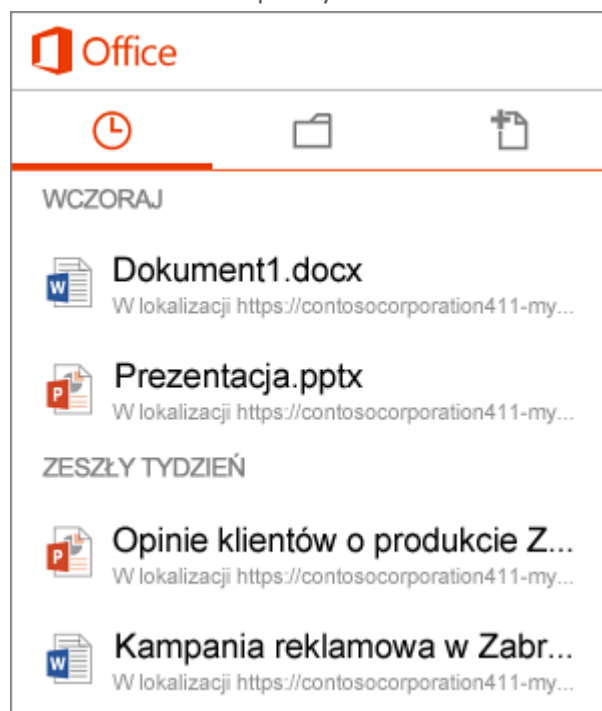 Office
WCZORAJ
Dokument1.docx
W lokalizacji https://contosocorporation411-my...
Prezentacja.pptx
W lokalizacji https://contosocorporation411-my...
ZESZŁY TYDZIEŃ
Opinie klientów o produkcie Z...
W lokalizacji https://contosocorporation411-my...
Kampania reklamowa w Zabr...
W lokalizacji https://contosocorporation411-my...